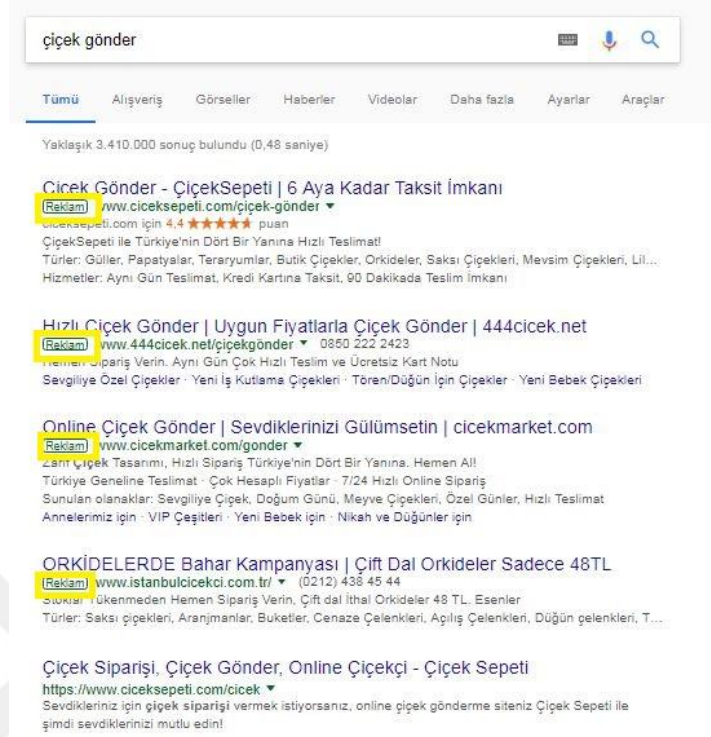 çiçek gönder
Tümü Alışveriş Görseller Haberler Videolar Daha fazla Ayarlar Araçlar
Yaklaşık 3.410.000 sonuç bulundu (0,48 saniye)
Çicek Gönder - ÇiçekSepeti | 6 Aya Kadar Taksit İmkanı
Reklam www.ciceksepeti.com/çiçek-gönder
ciceksepeti.com için 4,4 ★★★★★ puan
ÇiçekSepeti ile Türkiye'nin Dört Bir Yanına Hızlı Teslimat!
Türler: Güller, Papatyalar, Teraryumlar, Butik Çiçekler, Orkideler, Saksı Çiçekleri, Mevsim Çiçekleri, Lil...
Hizmetler: Aynı Gün Teslimat, Kredi Kartına Taksit, 90 Dakikada Teslim İmkanı
Hızlı Çiçek Gönder | Uygun Fiyatlarla Çiçek Gönder | 444cicek.net
Reklam www.444cicek.net/çiçekgönder 0850 222 2423
Hemen Sipariş Verin. Aynı Gün Çok Hızlı Teslim ve Ücretsiz Kart Notu
Sevgiliye Özel Çiçekler · Yeni İş Kutlama Çiçekleri · Tören/Düğün İçin Çiçekler · Yeni Bebek Çiçekleri
Online Çiçek Gönder | Sevdiklerinizi Gülümsetin | cicekmarket.com
Reklam www.cicekmarket.com/gonder
Zarif Çiçek Tasarımı, Hızlı Sipariş Türkiye'nin Dört Bir Yanına. Hemen Al!
Türkiye Geneline Teslimat · Çok Hesaplı Fiyatlar · 7/24 Hızlı Online Sipariş
Sunulan olanaklar: Sevgiliye Çiçek, Doğum Günü, Meyve Çiçekleri, Özel Günler, Hızlı Teslimat
Annelerimiz için · VIP Çeşitleri · Yeni Bebek için · Nikah ve Düğünler için
ORKİDELERDE Bahar Kampanyası | Çift Dal Orkideler Sadece 48TL
Reklam www.istanbulcicekci.com.tr/ (0212) 438 45 44
Stoklar Tükenmeden Hemen Sipariş Verin, Çift dal İthal Orkideler 48 TL. Esenler
Türler: Saksı çiçekleri, Aranjmanlar, Buketler, Cenaze Çelenkleri, Açılış Çelenkleri, Düğün çelenkleri, T...
Çiçek Siparişi, Çiçek Gönder, Online Çiçekçi - Çiçek Sepeti
https://www.ciceksepeti.com/cicek
Sevdikleriniz için çiçek siparişi vermek istiyorsanız, online çiçek gönderme siteniz Çiçek Sepeti ile
şimdi sevdiklerinizi mutlu edin!